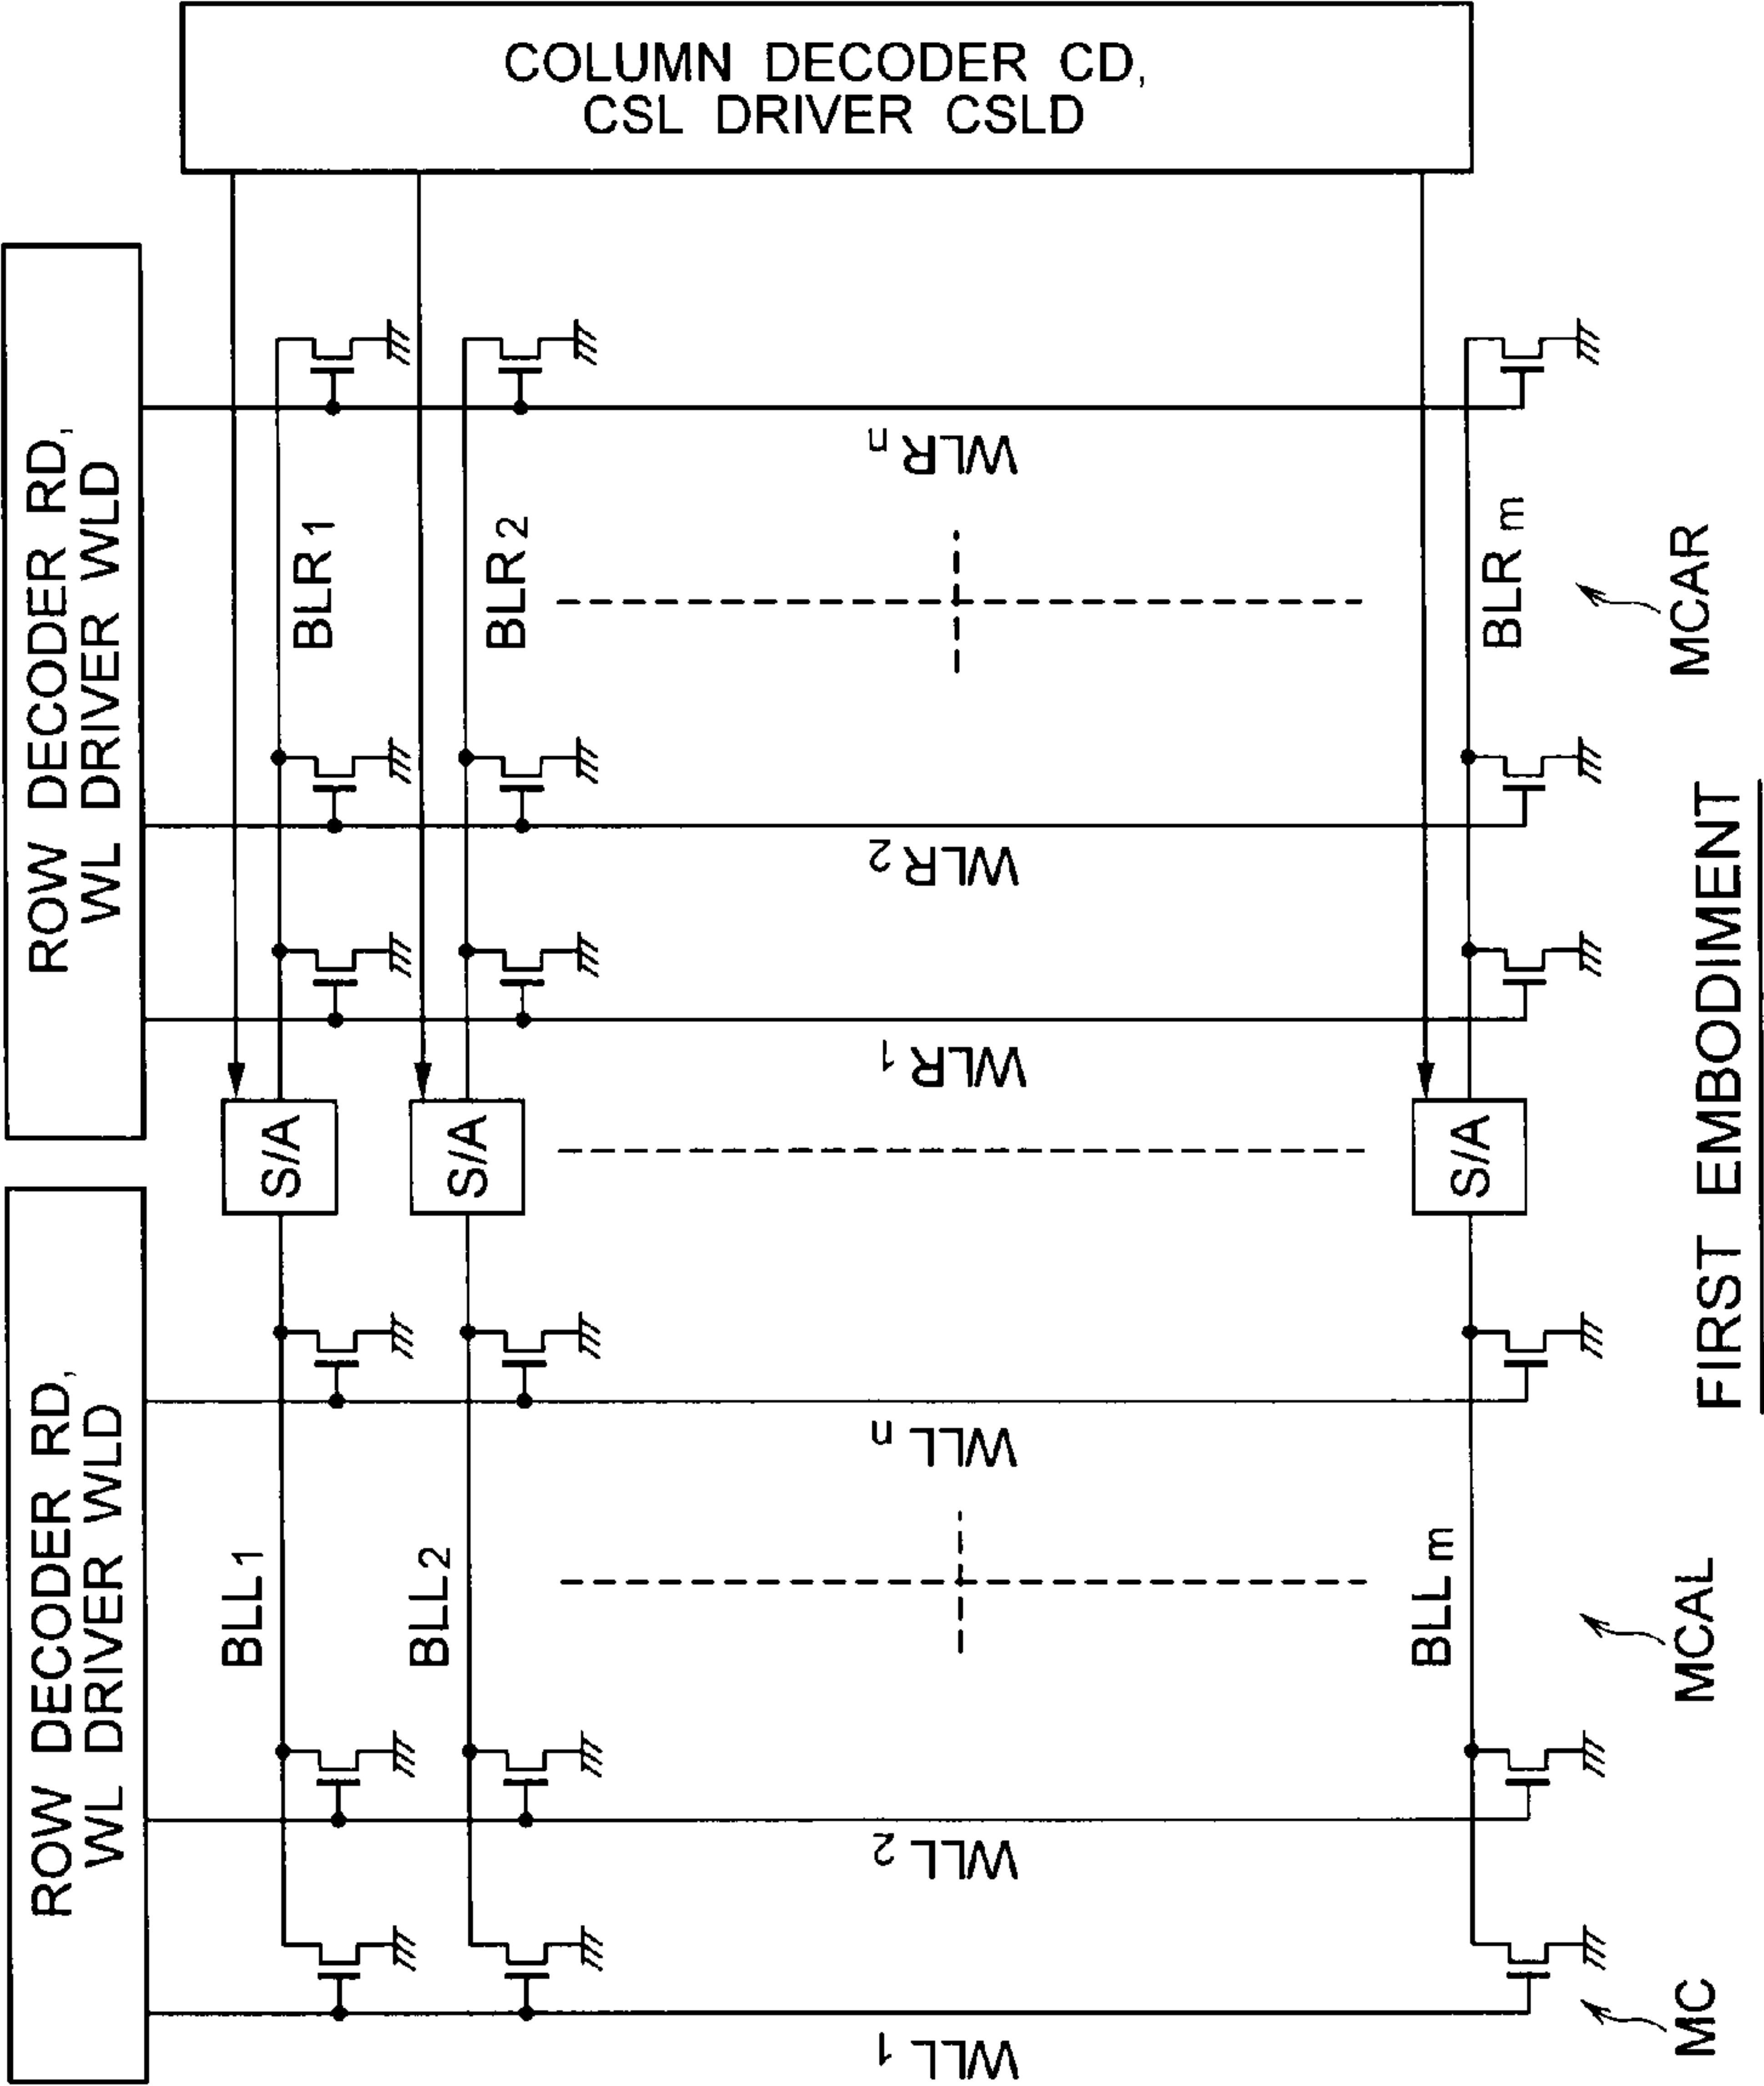 COLUMN DECODER CD,
CSL DRIVER CSLD
ROW DECODER RD,
WL DRIVER WLD
ROW DECODER RD,
WL DRIVER WLD
BLL1
BLR1
BLL2
BLR2
BLLm
BLRm
S/A
S/A
S/A
WLL1
WLL2
WLLn
WLR1
WLR2
WLRn
MC
MCAL
MCAR
FIRST EMBODIMENT